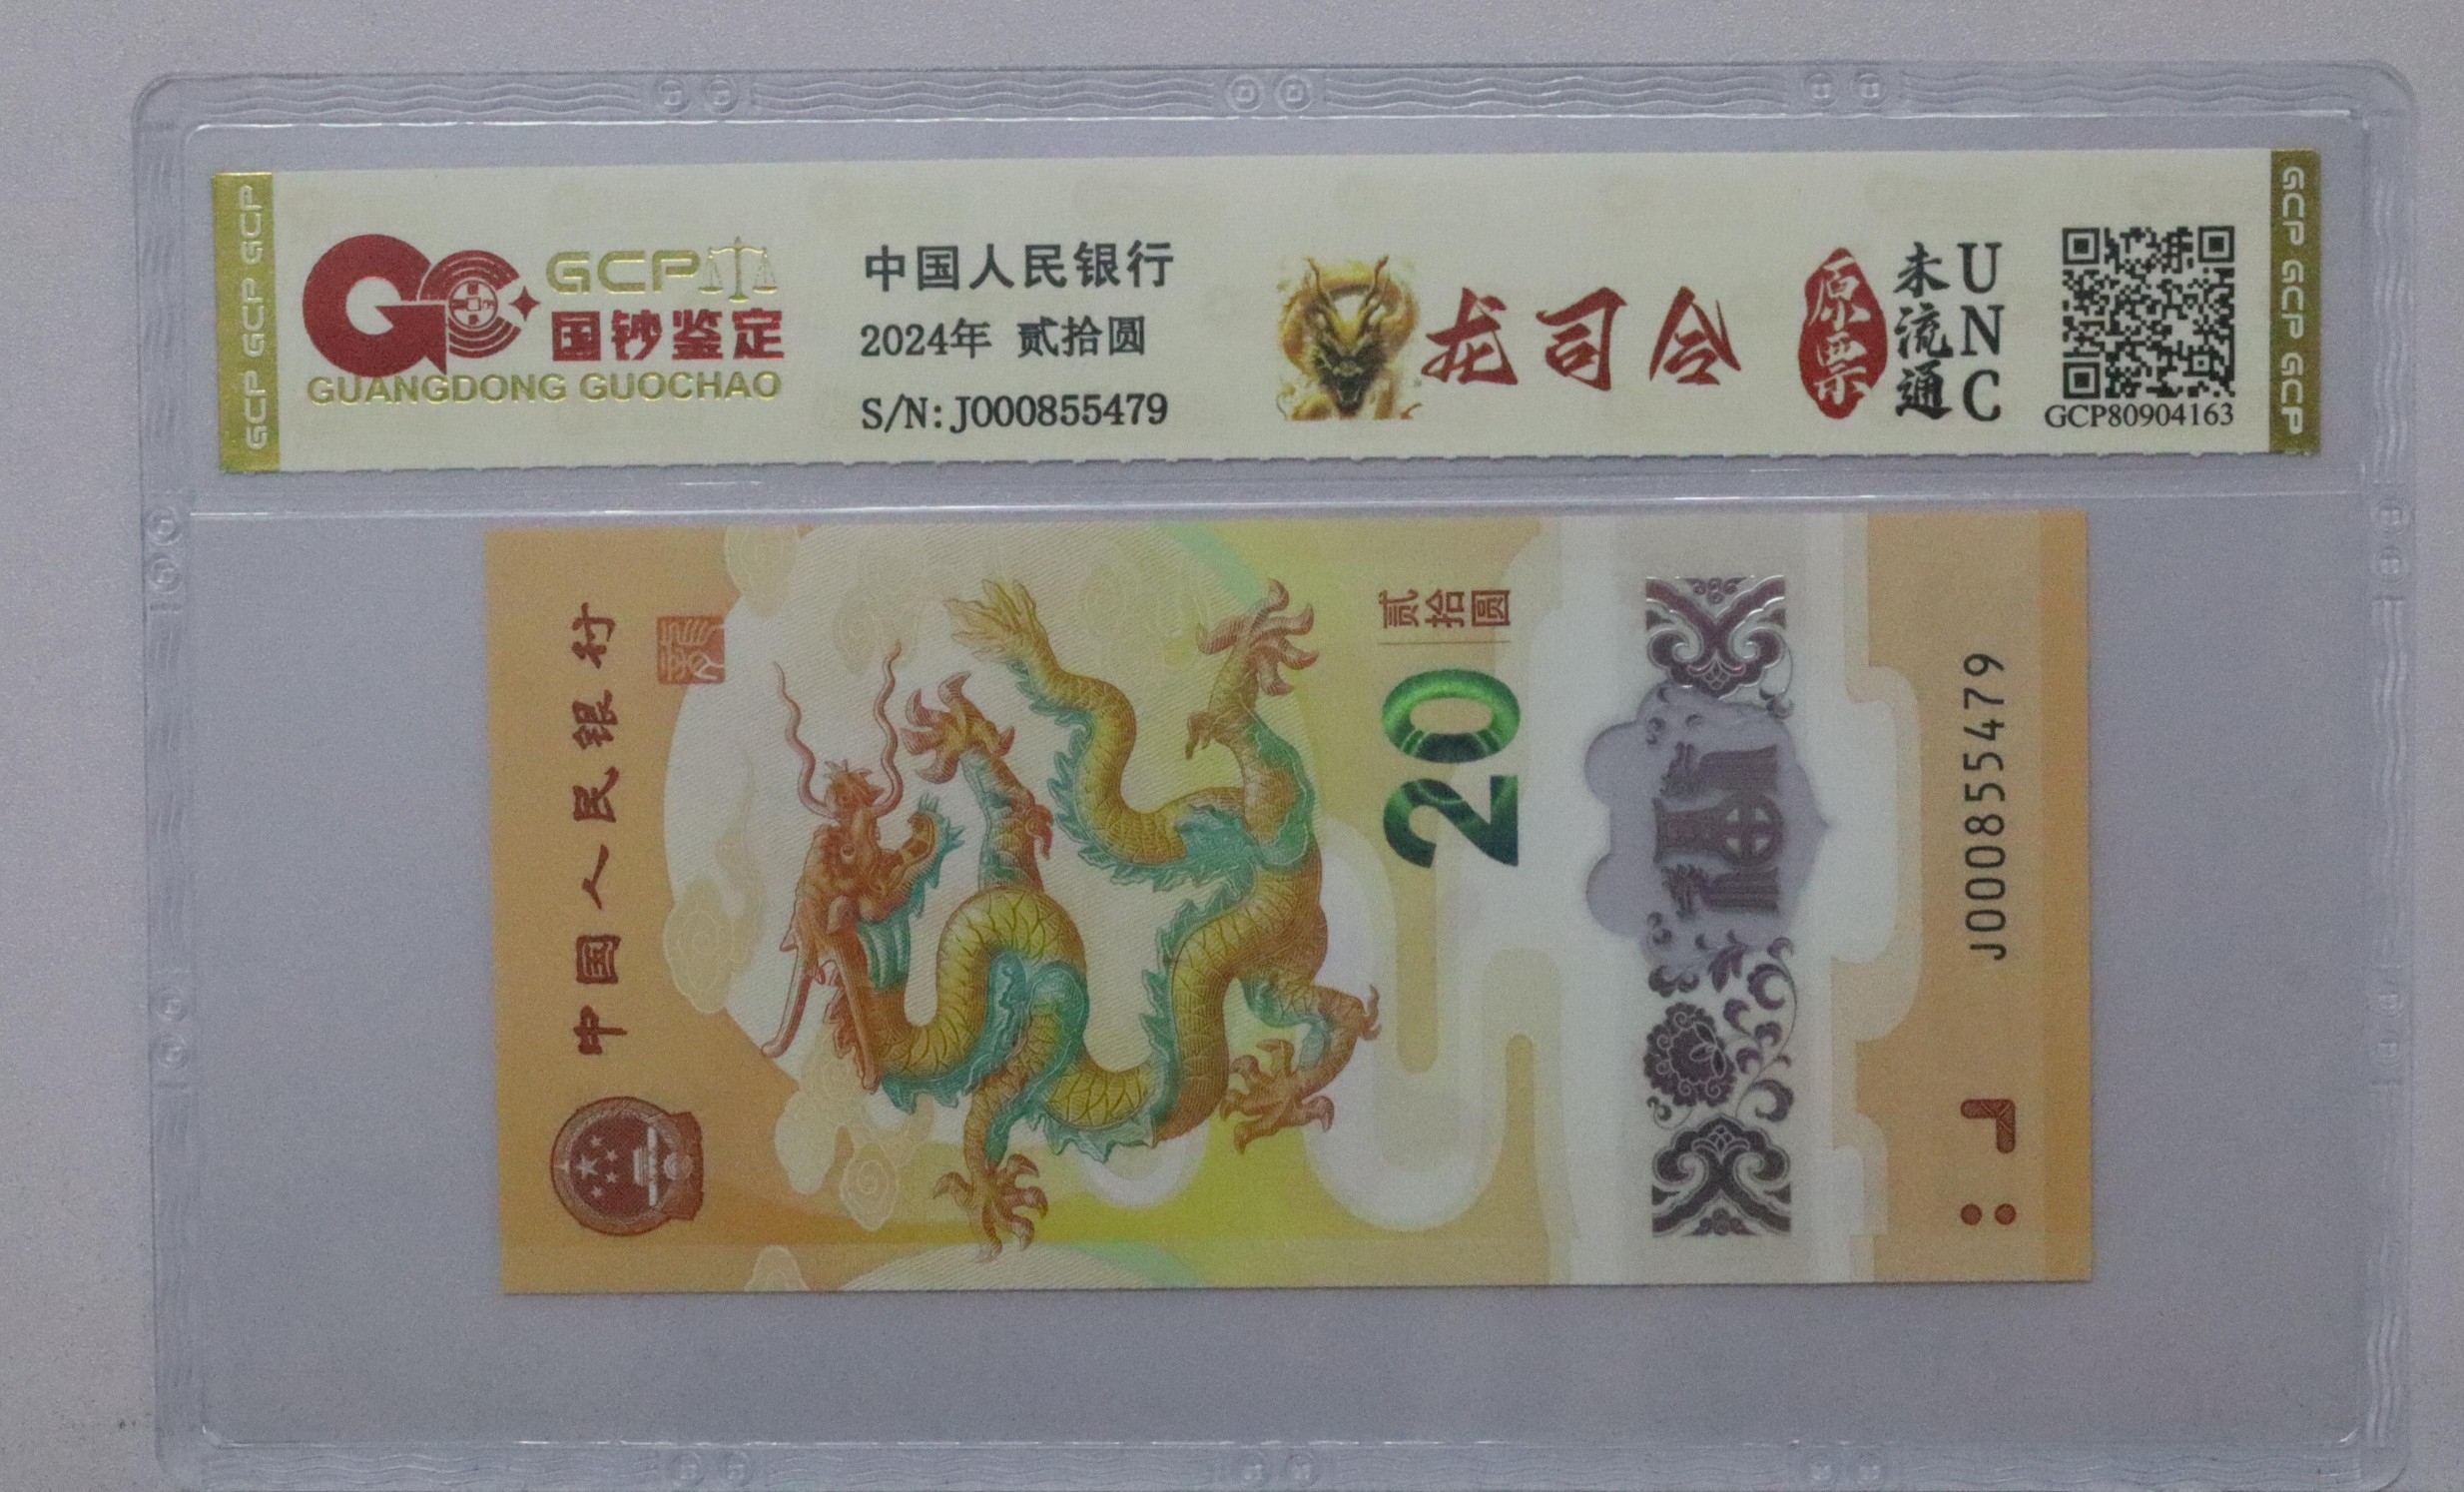 GCP GCP GCP
GCP
国钞鉴定
GUANGDONG GUOCHAO
中国人民银行
2024年 贰拾圆
S/N: J000855479
龙司令
原票
未流通
UNC
GCP80904163
GCP GCP GCP
中国人民银行
贰拾圆
20
J000855479